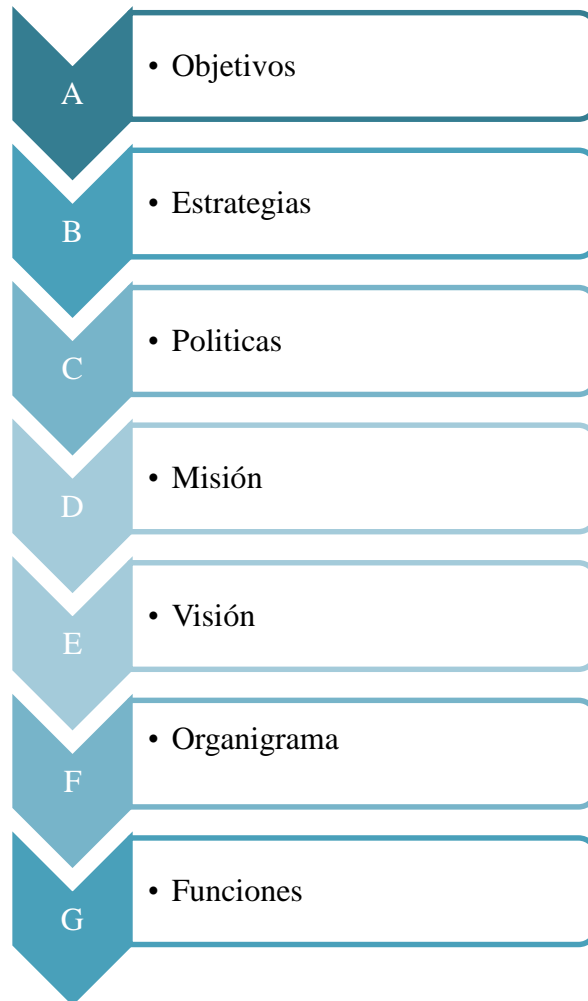 A
• Objetivos
B
• Estrategias
C
• Politicas
D
• Misión
E
• Visión
F
• Organigrama
G
• Funciones